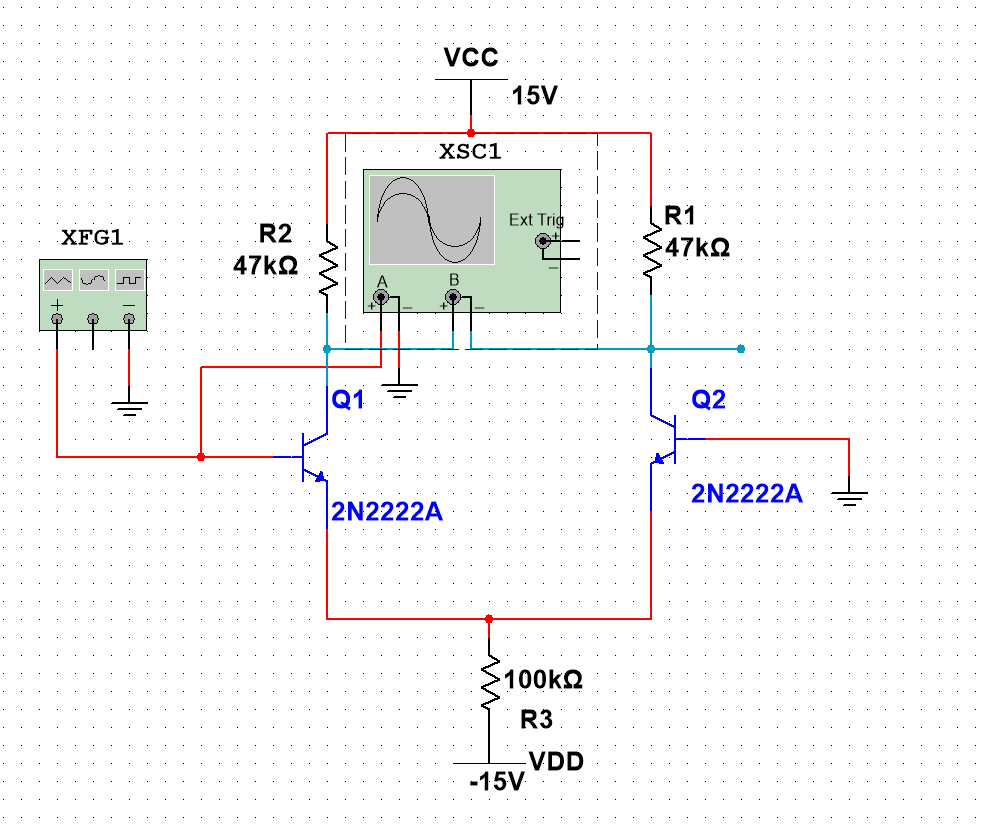 VCC
15V
XSC1
Ext Trig
+
−
A
B
+
−
+
−
R2
47kΩ
R1
47kΩ
XFG1
+
−
Q1
2N2222A
Q2
2N2222A
100kΩ
R3
VDD
-15V